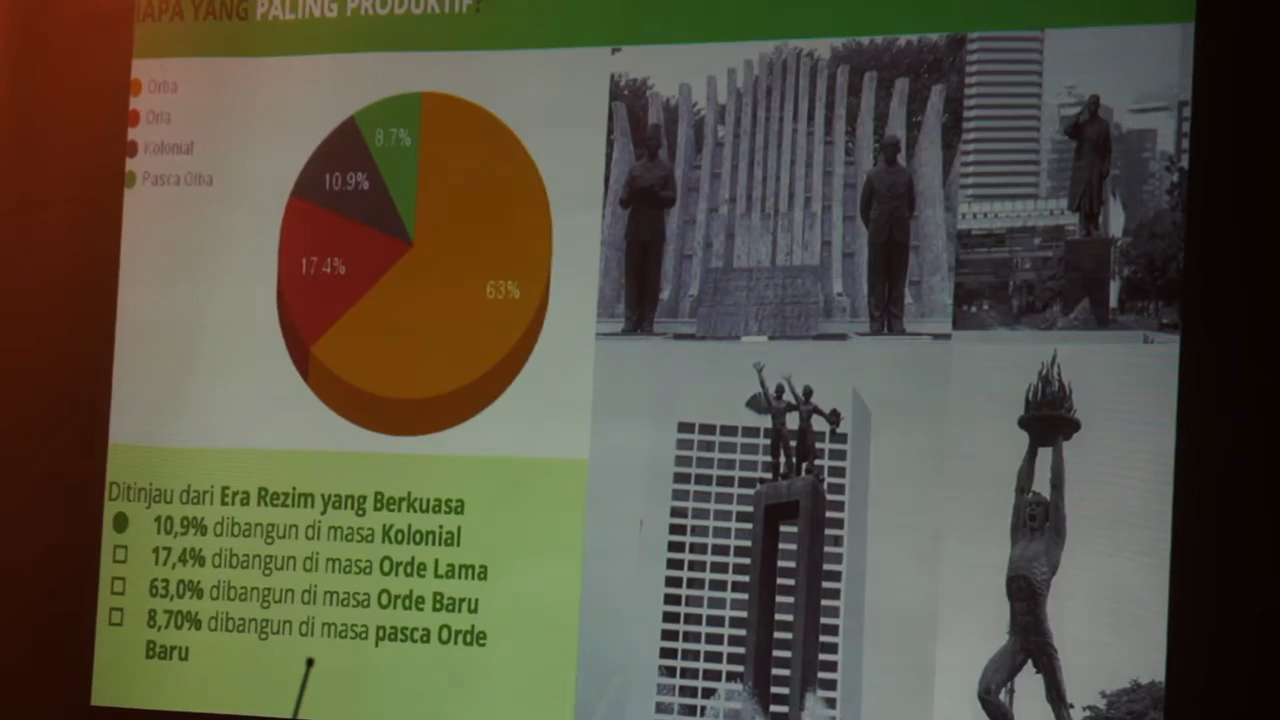 YANG PALING PRODUKTIF?
Orba
Orla
Kolonial
Pasca Orba
8.7%
10.9%
17.4%
63%
Ditinjau dari Era Rezim yang Berkuasa
10,9% dibangun di masa Kolonial
17,4% dibangun di masa Orde Lama
63,0% dibangun di masa Orde Baru
8,70% dibangun di masa pasca Orde
Baru